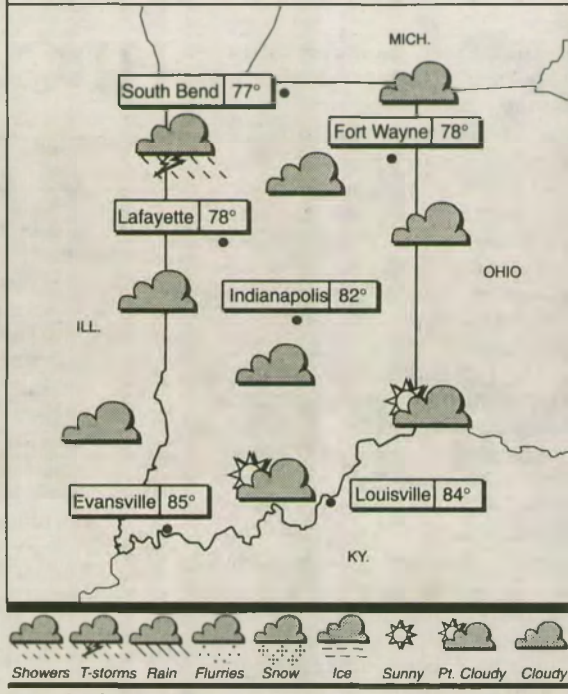 MICH.
South Bend 77°
Fort Wayne 78°
Lafayette 78°
OHIO
Indianapolis 82°
ILL.
Evansville 85°
Louisville 84°
KY.
Showers T-storms Rain Flurries Snow Ice Sunny Pt. Cloudy Cloudy